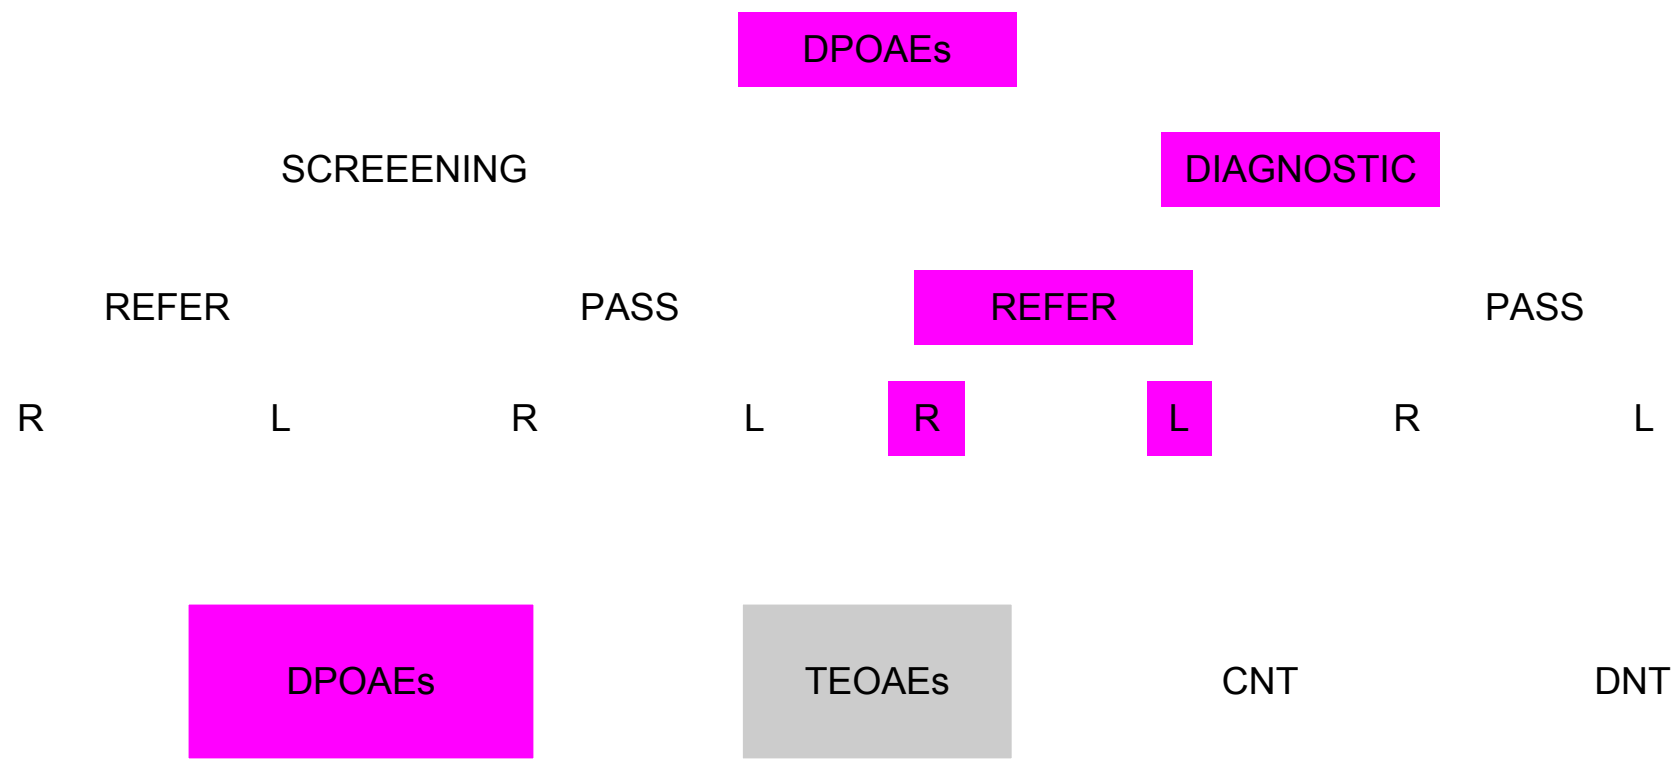 DPOAEs
SCREEENING DIAGNOSTIC
REFER PASS REFER PASS
R L R L R L R L
DPOAEs TEOAEs CNT DNT